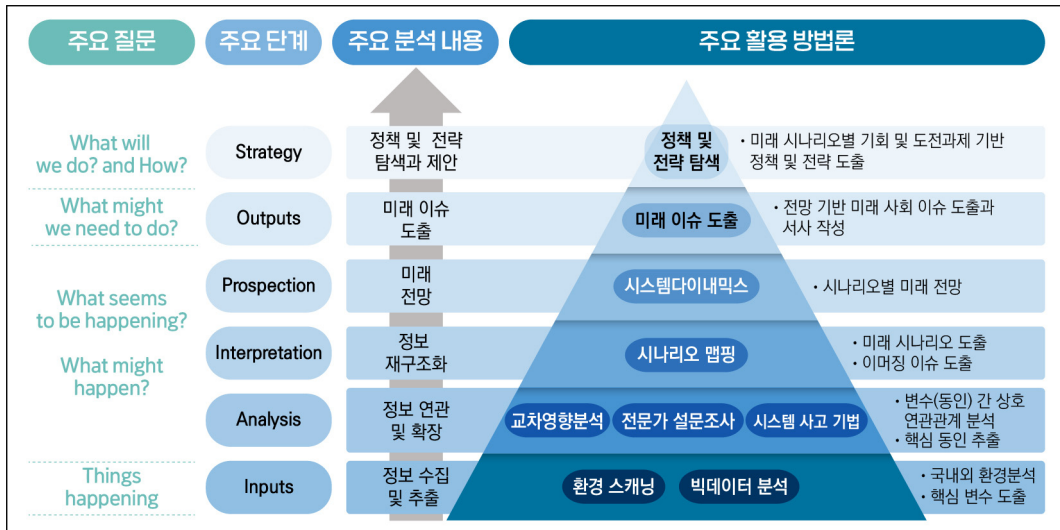 주요 질문
주요 단계
주요 분석 내용
주요 활용 방법론
What will
we do? and How?
Strategy
정책 및 전략
탐색과 제안
정책 및
전략 탐색
• 미래 시나리오별 기회 및 도전과제 기반
정책 및 전략 도출
What might
we need to do?
Outputs
미래 이슈
도출
미래 이슈 도출
• 전망 기반 미래 사회 이슈 도출과
서사 작성
What seems
to be happening?
What might
happen?
Prospection
미래
전망
시스템다이내믹스
• 시나리오별 미래 전망
Interpretation
정보
재구조화
시나리오 맵핑
• 미래 시나리오 도출
• 이머징 이슈 도출
Analysis
정보 연관
및 확장
교차영향분석
전문가 설문조사
시스템 사고 기법
• 변수(동인) 간 상호
연관관계 분석
• 핵심 동인 추출
Things
happening
Inputs
정보 수집
및 추출
환경 스캐닝
빅데이터 분석
• 국내외 환경분석
• 핵심 변수 도출